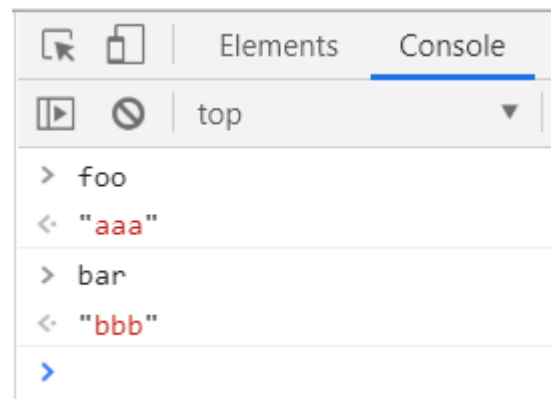 Elements Console
top
> foo
<· "aaa"
> bar
<· "bbb"
>